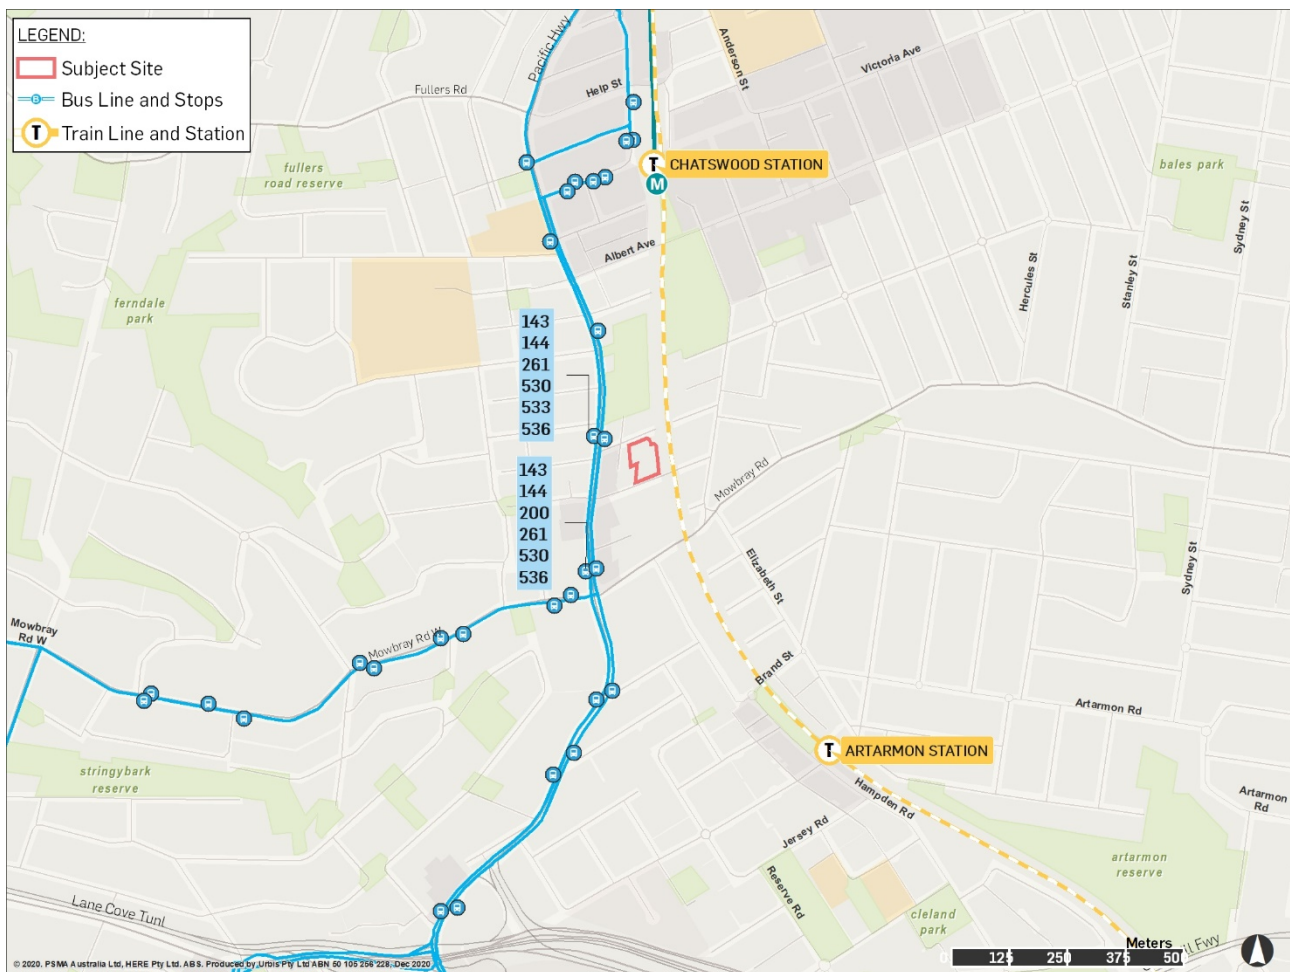 LEGEND:
Subject Site
B
Bus Line and Stops
T
Train Line and Station
Pacific Hwy
Anderson St
Victoria Ave
Help St
Fullers Rd
fullers
road reserve
T
CHATSWOOD STATION
M
bales park
Albert Ave
Sydney St
Hercules St
Stanley St
ferndale
park
143
144
261
530
533
536
143
144
200
261
530
536
Mowbray Rd
Elizabeth St
Sydney St
Mowbray
Rd W
Mowbray Rd W
Brand St
Artarmon Rd
T
ARTARMON STATION
stringybark
reserve
Hampden Rd
Artarmon
Rd
Jersey Rd
artarmon
reserve
Reserve Rd
cleland
park
Lane Cove Tunl
Meters
Fwy
0 125 250 375 500
© 2020. PSMA Australia Ltd, HERE Pty Ltd. ABS. Produced by Urbis Pty Ltd ABN 50 105 256 228, Dec 2020